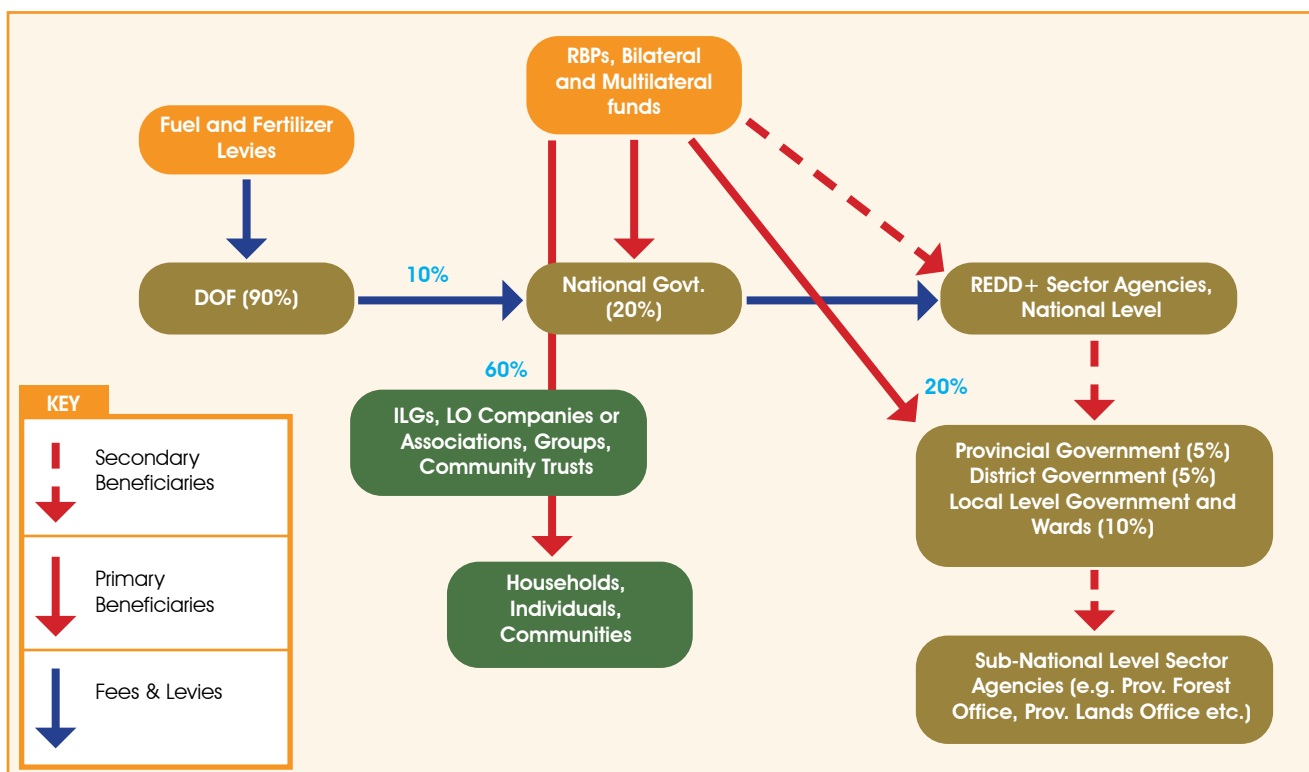 RBPs, Bilateral
and Multilateral
funds
Fuel and Fertilizer
Levies
DOF (90%)
10%
National Govt.
(20%)
REDD+ Sector Agencies,
National Level
60%
20%
ILGs, LO Companies or
Associations, Groups,
Community Trusts
Provincial Government (5%)
District Government (5%)
Local Level Government and
Wards (10%)
Households,
Individuals,
Communities
Sub-National Level Sector
Agencies (e.g. Prov. Forest
Office, Prov. Lands Office etc.)
KEY
Secondary
Beneficiaries
Primary
Beneficiaries
Fees & Levies